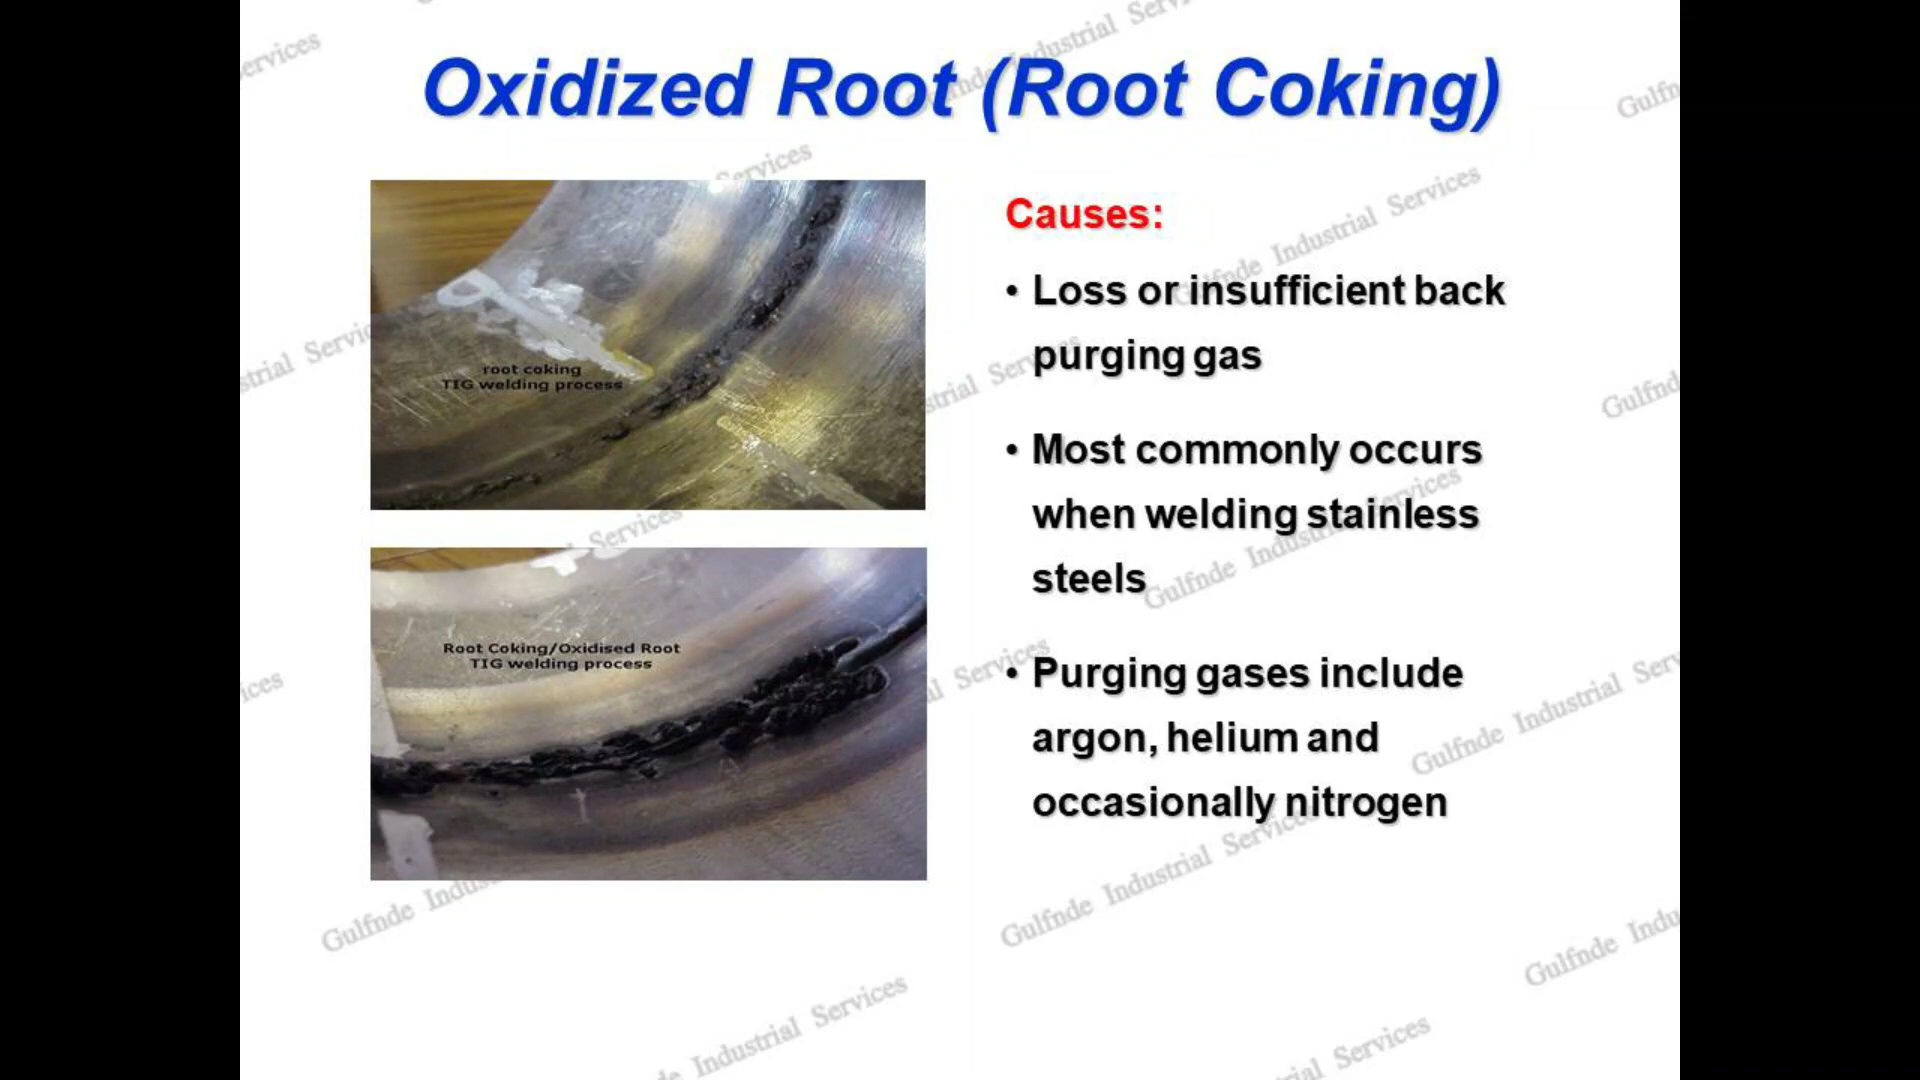 Oxidized Root (Root Coking)
root coking
TIG welding process
Root Coking/Oxidised Root
TIG welding process
Causes:
• Loss or insufficient back
purging gas
• Most commonly occurs
when welding stainless
steels
• Purging gases include
argon, helium and
occasionally nitrogen
Gulfnde Industrial Services